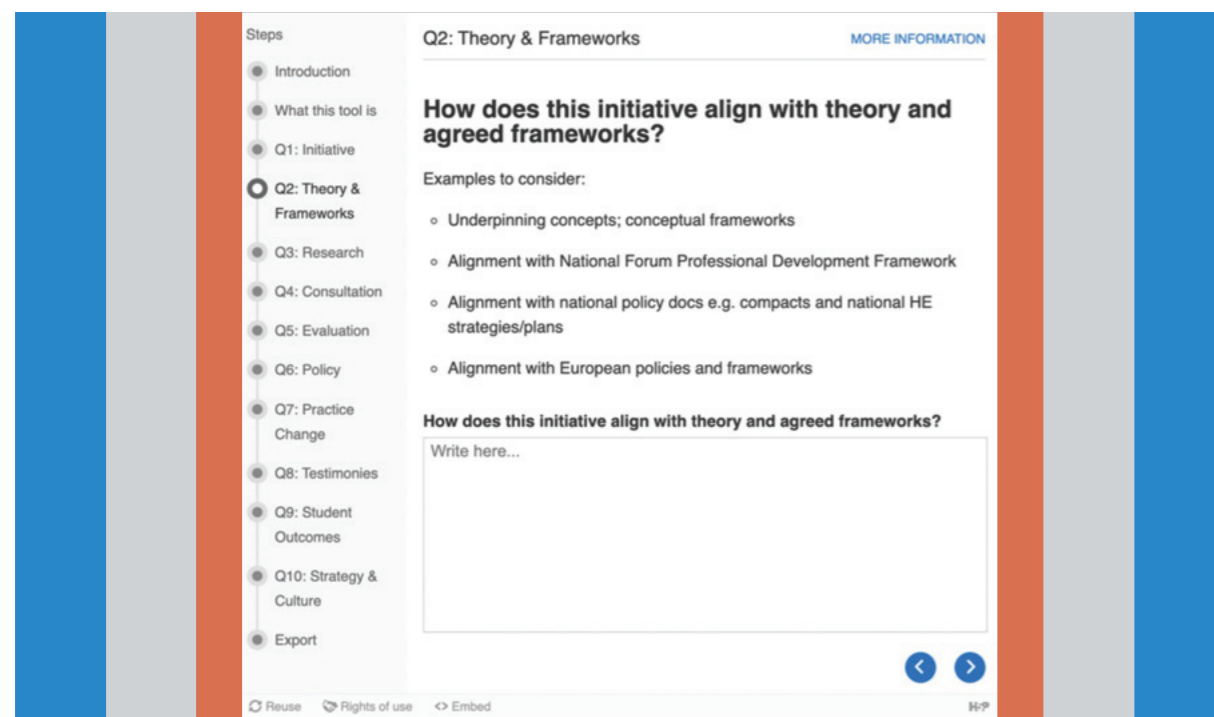 Steps
Introduction
What this tool is
Q1: Initiative
Q2: Theory &
Frameworks
Q3: Research
Q4: Consultation
Q5: Evaluation
Q6: Policy
Q7: Practice
Change
Q8: Testimonies
Q9: Student
Outcomes
Q10: Strategy &
Culture
Export
Q2: Theory & Frameworks
MORE INFORMATION
How does this initiative align with theory and
agreed frameworks?
Examples to consider:
Underpinning concepts; conceptual frameworks
Alignment with National Forum Professional Development Framework
Alignment with national policy docs e.g. compacts and national HE
strategies/plans
Alignment with European policies and frameworks
How does this initiative align with theory and agreed frameworks?
Write here...
Reuse
Rights of use
<> Embed
H5P